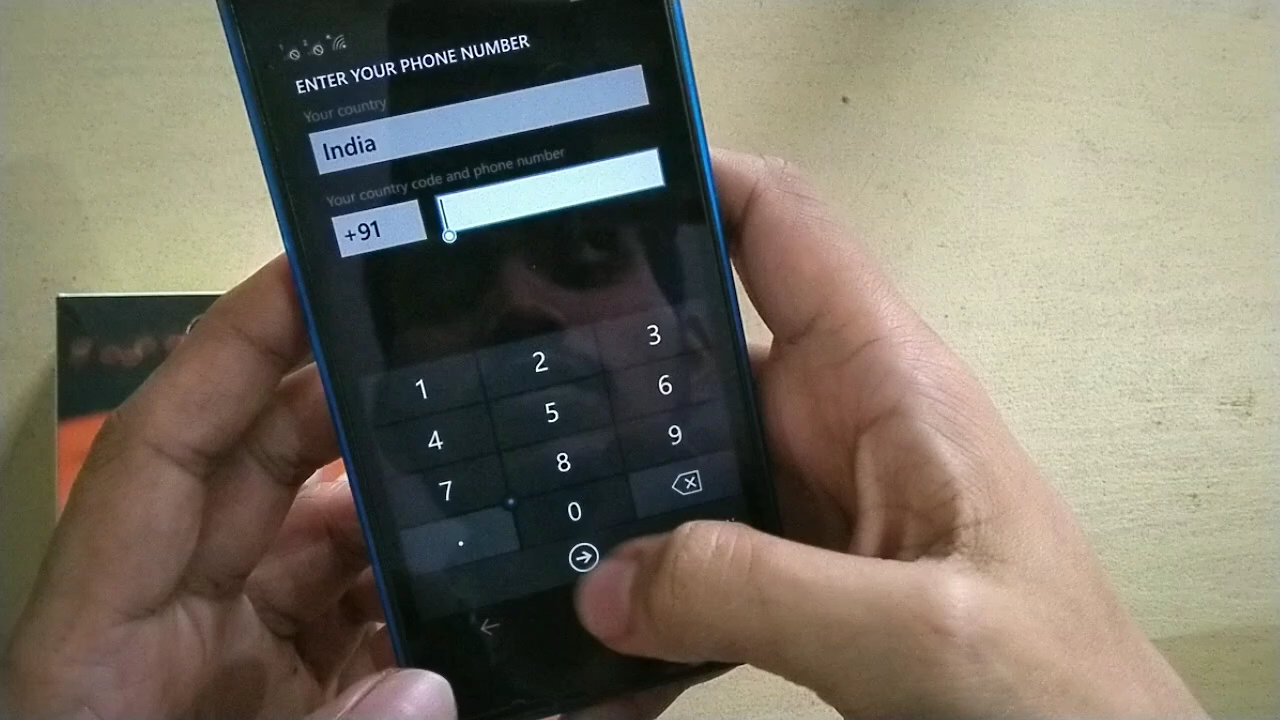 ENTER YOUR PHONE NUMBER
Your country
India
Your country code and phone number
+91
1 2 3
4 5 6
7 8 9
. 0